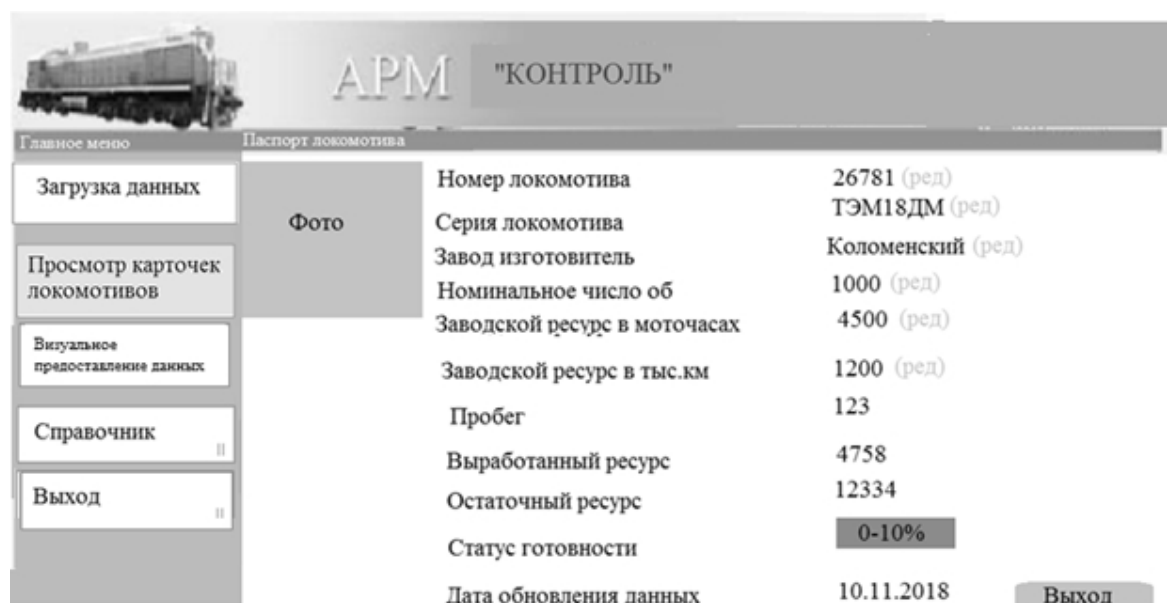 АРМ "КОНТРОЛЬ"
Главное меню
Паспорт локомотива
Загрузка данных
Просмотр карточек
локомотивов
Визуальное
предоставление данных
Справочник
Выход
Фото
Номер локомотива 26781 (ред)
Серия локомотива ТЭМ18ДМ (ред)
Завод изготовитель Коломенский (ред)
Номинальное число об 1000 (ред)
Заводской ресурс в моточасах 4500 (ред)
Заводской ресурс в тыс.км 1200 (ред)
Пробег 123
Выработанный ресурс 4758
Остаточный ресурс 12334
Статус готовности 0-10%
Дата обновления данных 10.11.2018
Выход